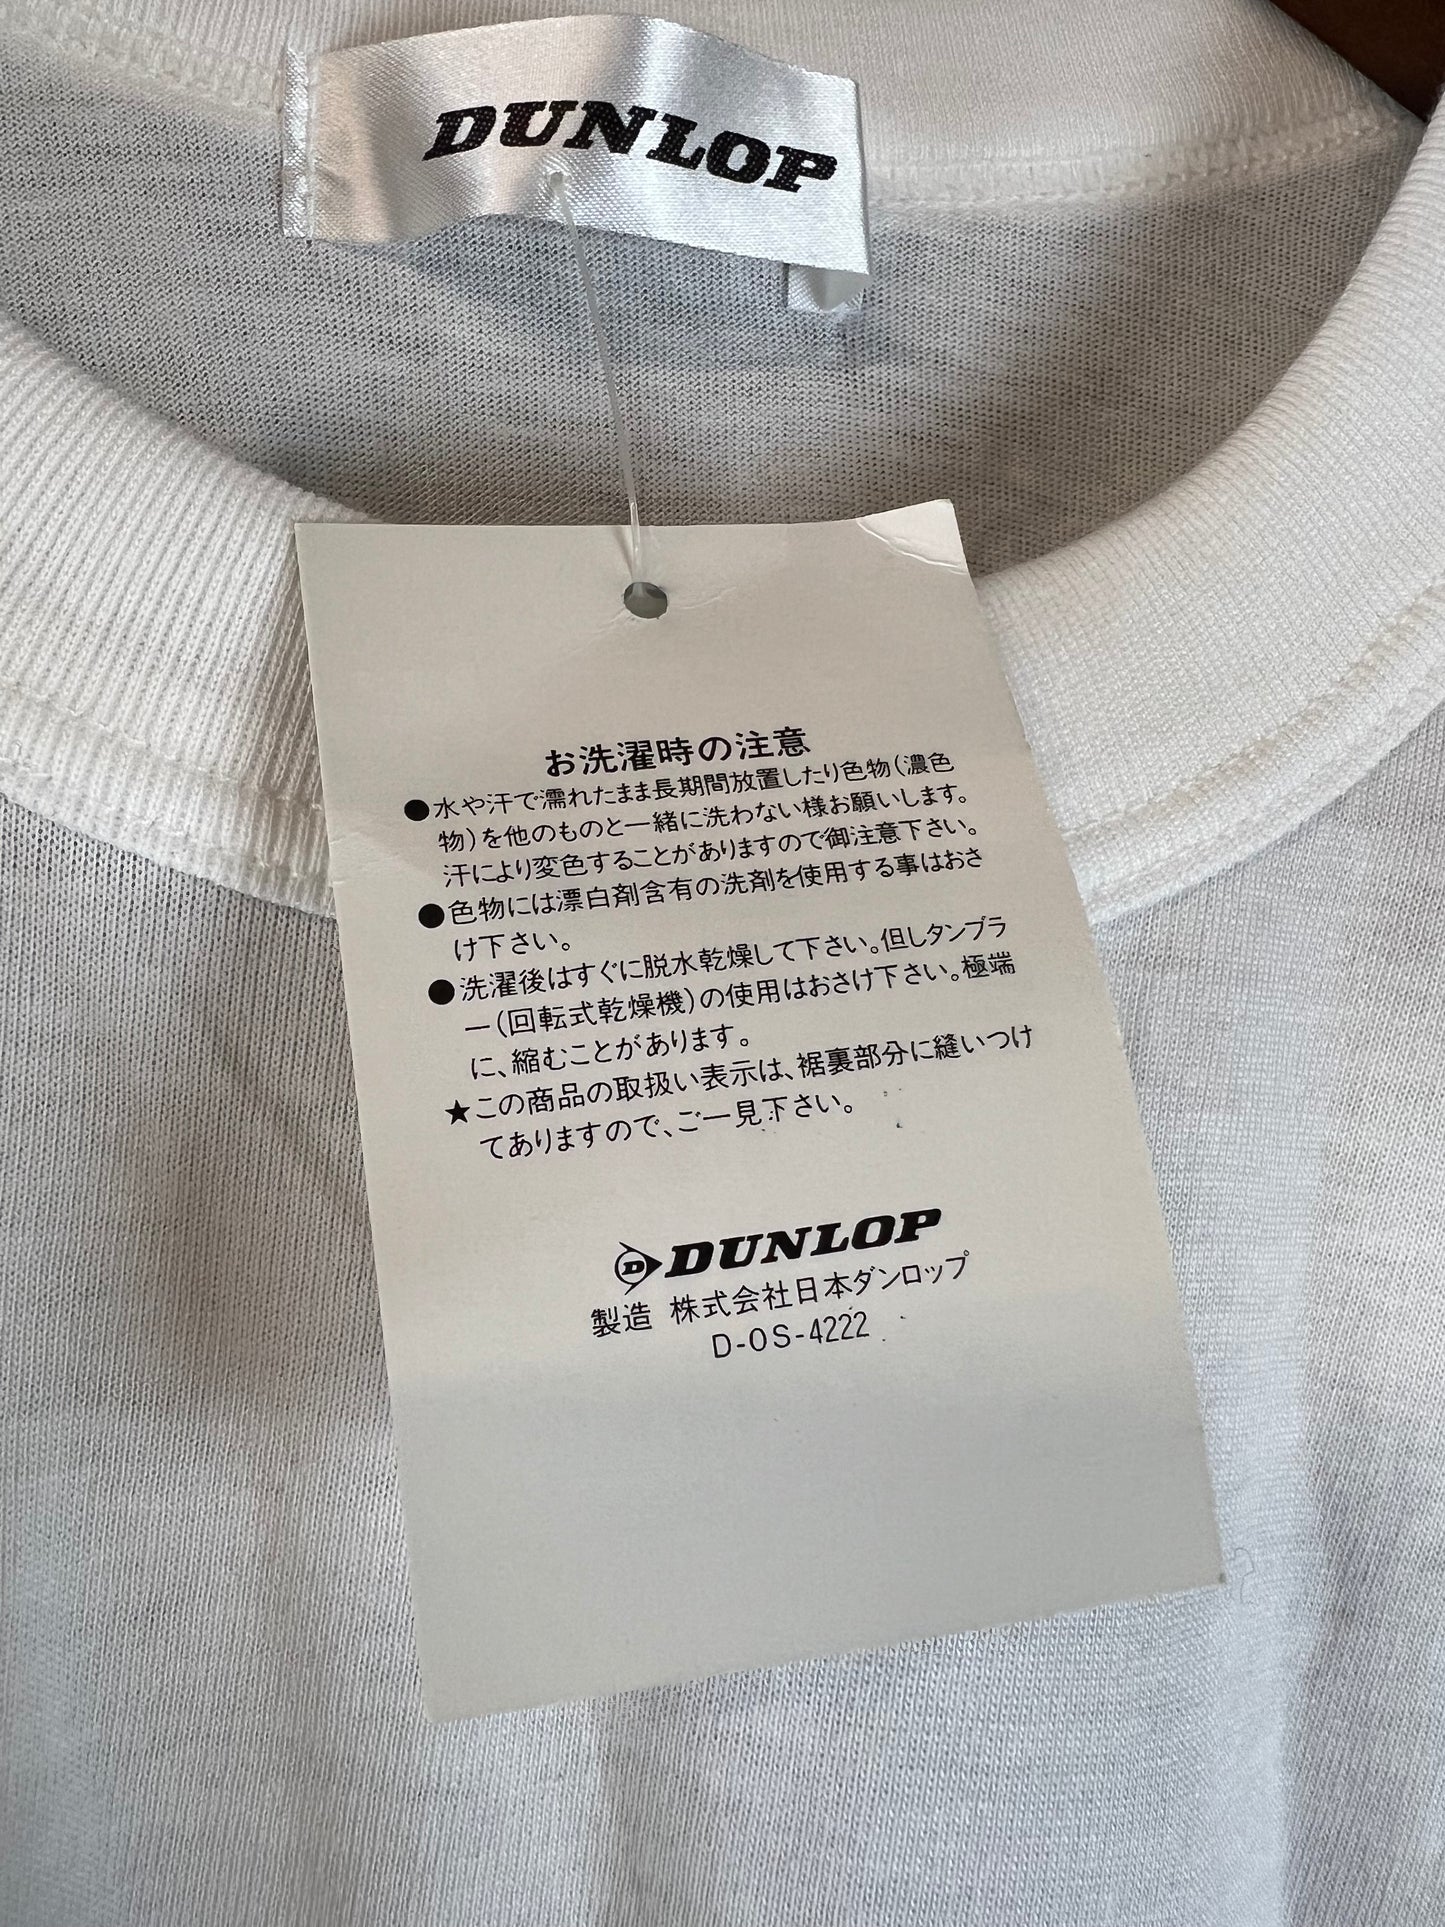 DUNLOP
お洗濯時の注意
●水や汗で濡れたまま長期間放置したり色物(濃色
物)を他のものと一緒に洗わない様お願いします。
汗により変色することがありますので御注意下さい。
●色物には漂白剤含有の洗剤を使用する事はおさ
け下さい。
●洗濯後はすぐに脱水乾燥して下さい。但しタンブラ
ー(回転式乾燥機)の使用はおさけ下さい。極端
に、縮むことがあります。
★この商品の取扱い表示は、裾裏部分に縫いつけ
てありますので、ご一見下さい。
D DUNLOP
製造 株式会社日本ダンロップ
D-OS-4222